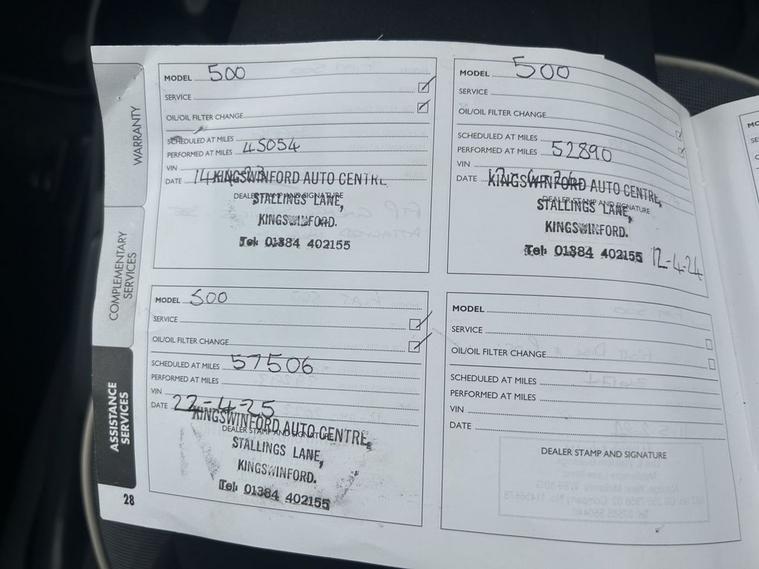 WARRANTY
COMPLEMENTARY
SERVICES
ASSISTANCE
SERVICES
28
MODEL 500
SERVICE
OIL/OIL FILTER CHANGE
SCHEDULED AT MILES
PERFORMED AT MILES 45054
VIN
DATE
KINGSWINFORD AUTO CENTRE,
STALLINGS LANE,
KINGSWINFORD.
Tel: 01384 402155
MODEL 500
SERVICE
OIL/OIL FILTER CHANGE
SCHEDULED AT MILES
PERFORMED AT MILES 52890
VIN
DATE
KINGSWINFORD AUTO CENTRE,
STALLINGS LANE,
KINGSWINFORD.
Tel: 01384 402155
12-4-24
MODEL 500
SERVICE
OIL/OIL FILTER CHANGE
SCHEDULED AT MILES 57506
PERFORMED AT MILES
VIN
DATE 22-4-25
KINGSWINFORD AUTO CENTRE,
DEALER STAMP AND SIGNATURE
STALLINGS LANE,
KINGSWINFORD.
Tel: 01384 402155
MODEL
SERVICE
OIL/OIL FILTER CHANGE
SCHEDULED AT MILES
PERFORMED AT MILES
VIN
DATE
DEALER STAMP AND SIGNATURE